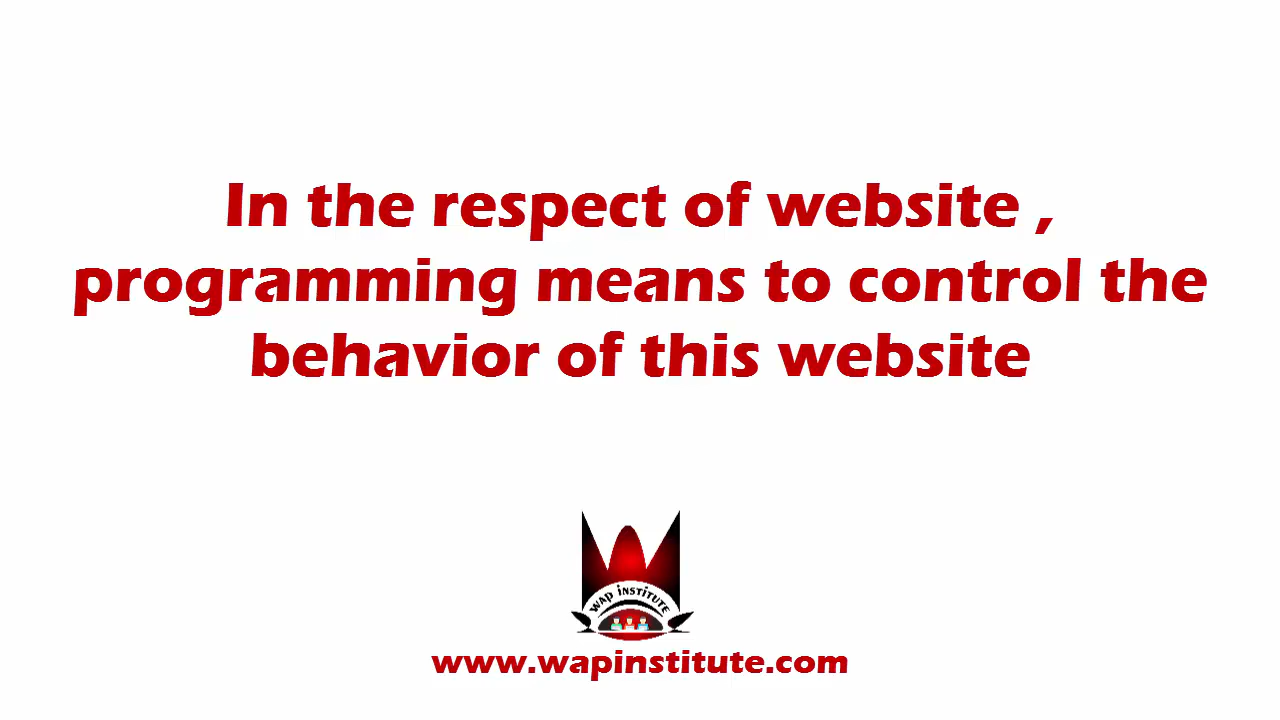 In the respect of website ,
programming means to control the
behavior of this website
WAP INSTITUTE
www.wapinstitute.com